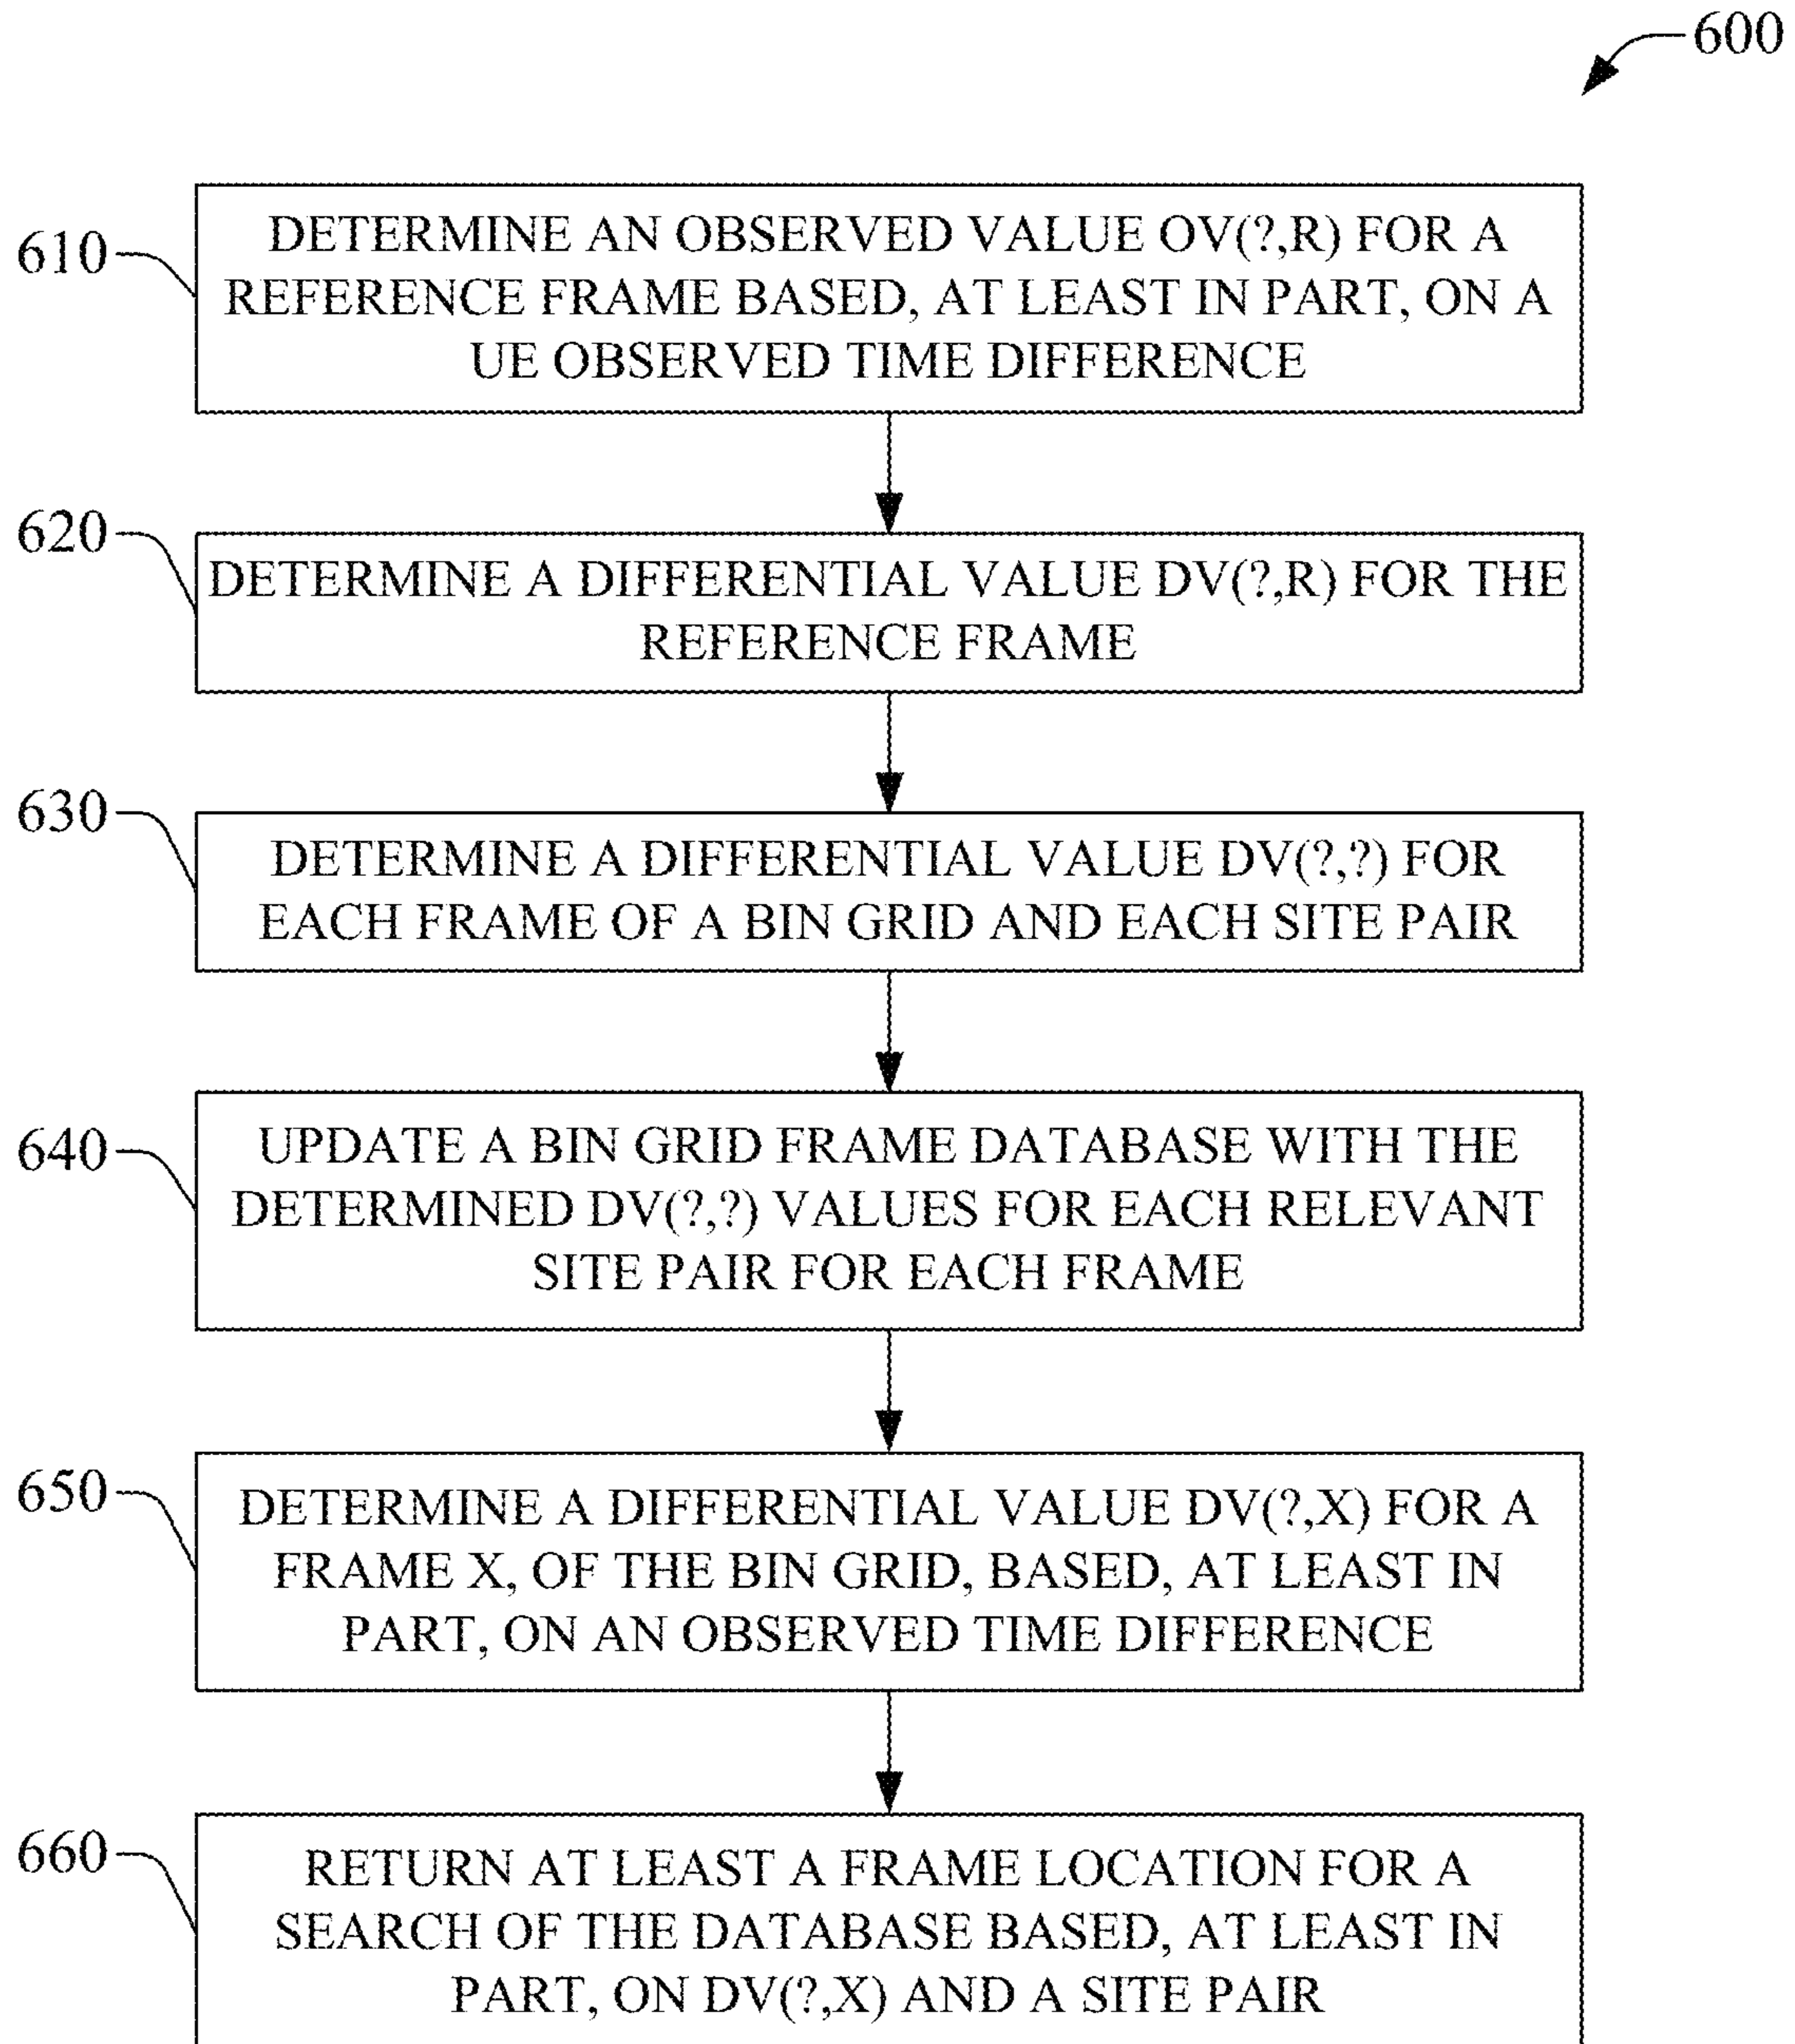 600
610
DETERMINE AN OBSERVED VALUE OV(?,R) FOR A
REFERENCE FRAME BASED, AT LEAST IN PART, ON A
UE OBSERVED TIME DIFFERENCE
620
DETERMINE A DIFFERENTIAL VALUE DV(?,R) FOR THE
REFERENCE FRAME
630
DETERMINE A DIFFERENTIAL VALUE DV(?,?) FOR
EACH FRAME OF A BIN GRID AND EACH SITE PAIR
640
UPDATE A BIN GRID FRAME DATABASE WITH THE
DETERMINED DV(?,?) VALUES FOR EACH RELEVANT
SITE PAIR FOR EACH FRAME
650
DETERMINE A DIFFERENTIAL VALUE DV(?,X) FOR A
FRAME X, OF THE BIN GRID, BASED, AT LEAST IN
PART, ON AN OBSERVED TIME DIFFERENCE
660
RETURN AT LEAST A FRAME LOCATION FOR A
SEARCH OF THE DATABASE BASED, AT LEAST IN
PART, ON DV(?,X) AND A SITE PAIR